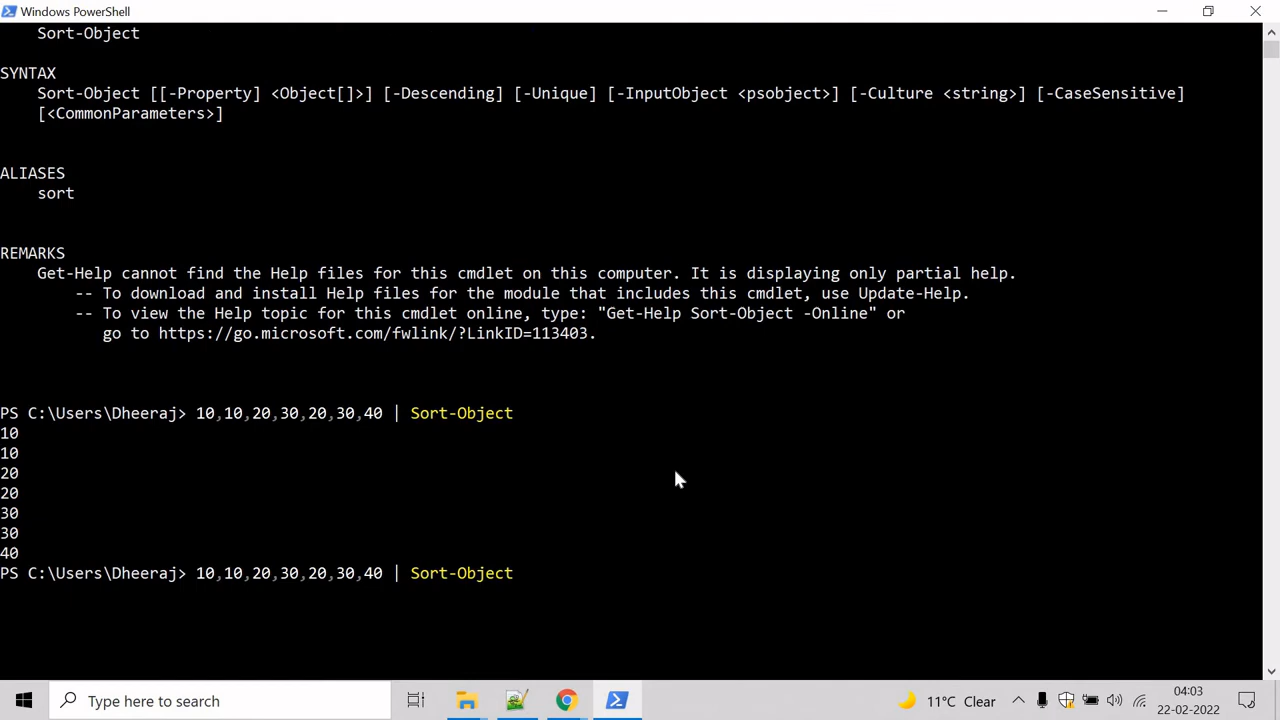 Windows PowerShell
Sort-Object
SYNTAX
Sort-Object [[-Property] <Object[]>] [-Descending] [-Unique] [-InputObject <psobject>] [-Culture <string>] [-CaseSensitive]
[<CommonParameters>]
ALIASES
sort
REMARKS
Get-Help cannot find the Help files for this cmdlet on this computer. It is displaying only partial help.
-- To download and install Help files for the module that includes this cmdlet, use Update-Help.
-- To view the Help topic for this cmdlet online, type: "Get-Help Sort-Object -Online" or
go to https://go.microsoft.com/fwlink/?LinkID=113403.
PS C:\Users\Dheeraj> 10,10,20,30,20,30,40 | Sort-Object
10
10
20
20
30
30
40
PS C:\Users\Dheeraj> 10,10,20,30,20,30,40 | Sort-Object
Type here to search
11°C Clear
04:03
22-02-2022